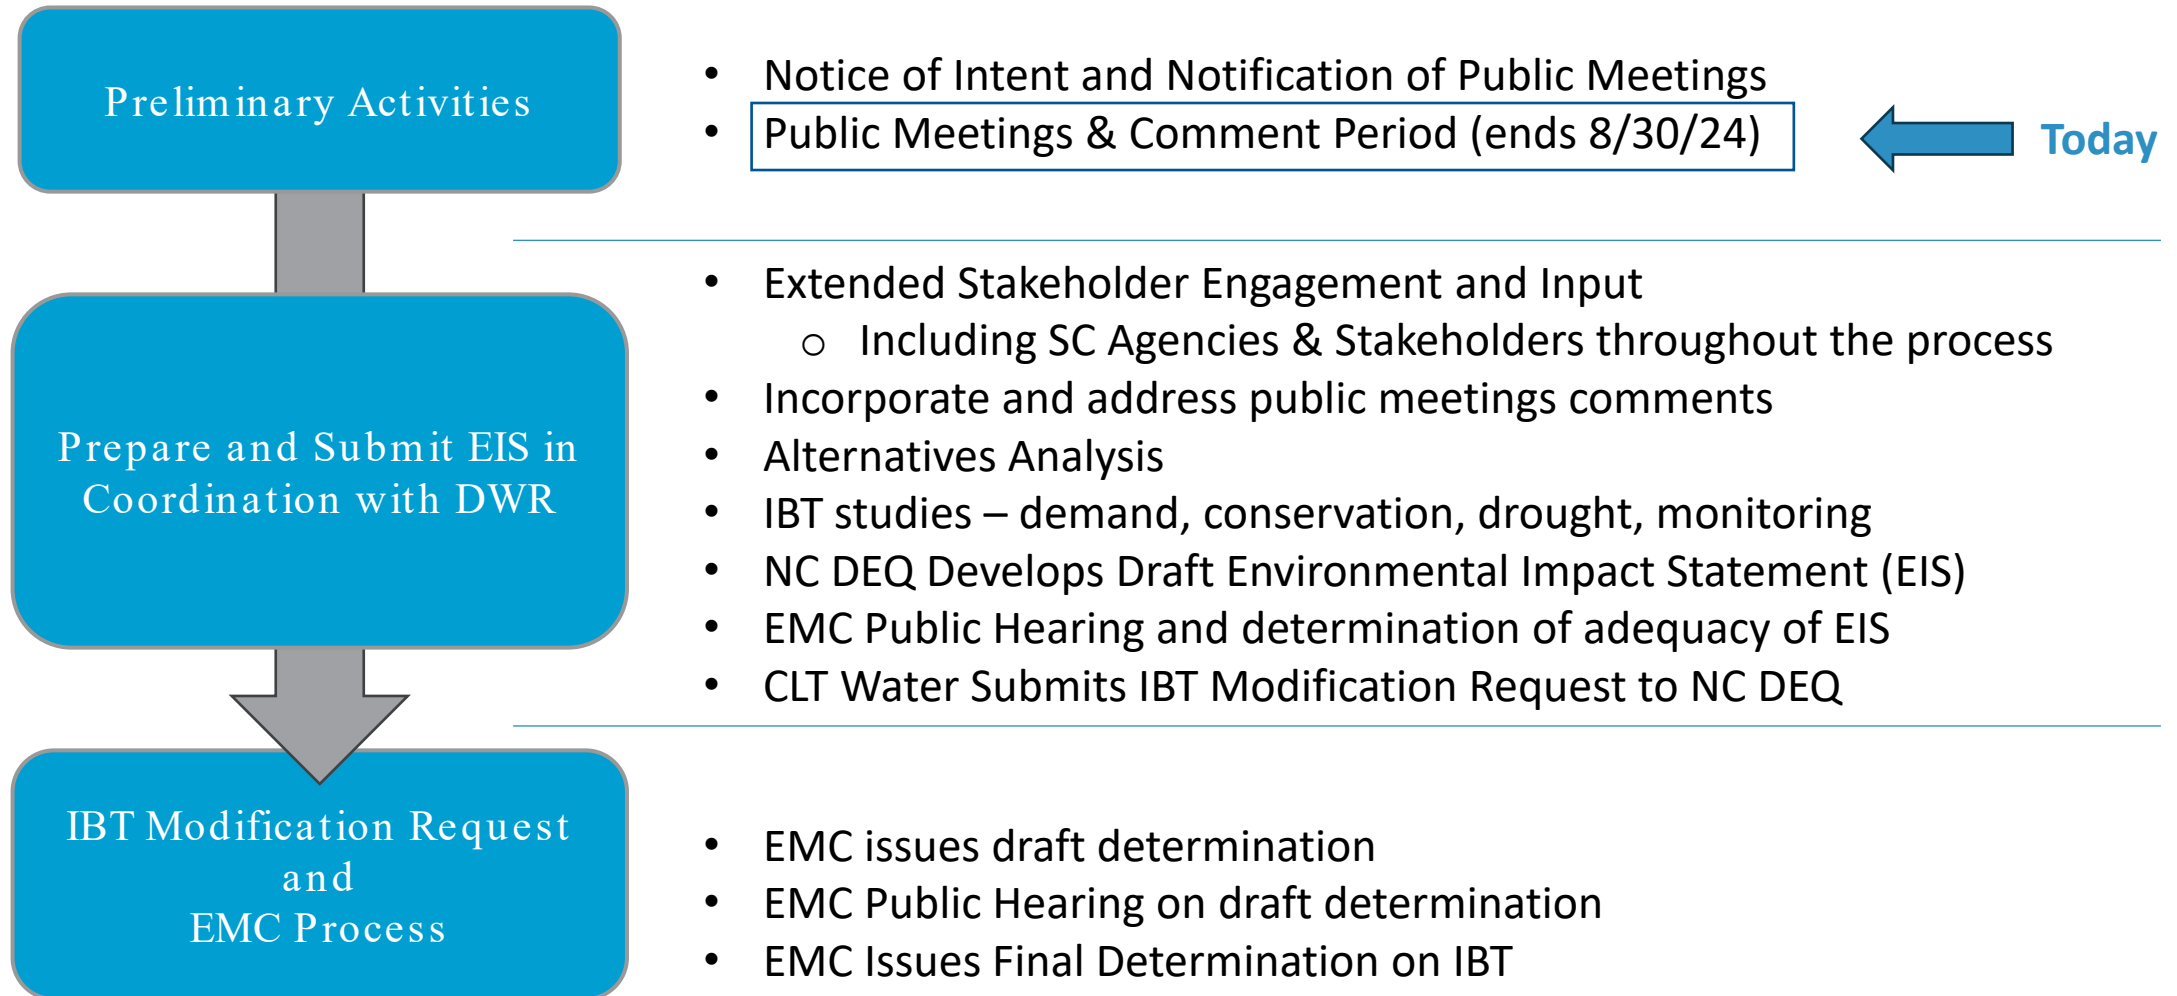 Preliminary Activities
• Notice of Intent and Notification of Public Meetings
• Public Meetings & Comment Period (ends 8/30/24)
Today
Prepare and Submit EIS in
Coordination with DWR
• Extended Stakeholder Engagement and Input
o Including SC Agencies & Stakeholders throughout the process
• Incorporate and address public meetings comments
• Alternatives Analysis
• IBT studies – demand, conservation, drought, monitoring
• NC DEQ Develops Draft Environmental Impact Statement (EIS)
• EMC Public Hearing and determination of adequacy of EIS
• CLT Water Submits IBT Modification Request to NC DEQ
IBT Modification Request
and
EMC Process
• EMC issues draft determination
• EMC Public Hearing on draft determination
• EMC Issues Final Determination on IBT